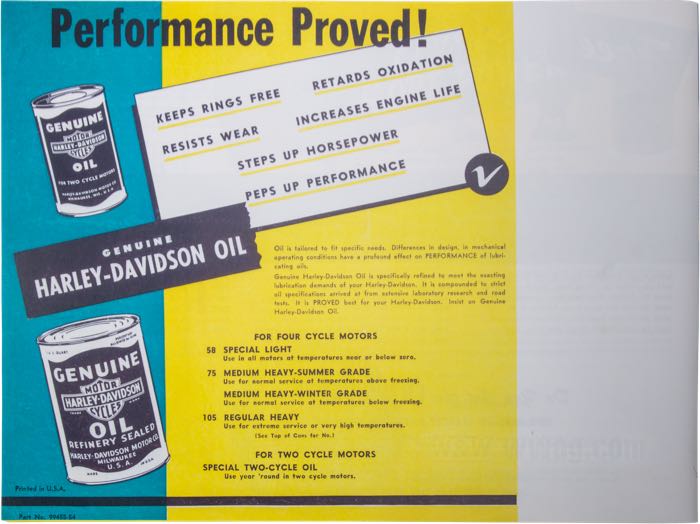 Performance Proved!
KEEPS RINGS FREE
RETARDS OXIDATION
RESISTS WEAR
INCREASES ENGINE LIFE
STEPS UP HORSEPOWER
PEPS UP PERFORMANCE
GENUINE
MOTOR
HARLEY-DAVIDSON
CYCLES
OIL
FOR TWO CYCLE MOTORS
HARLEY-DAVIDSON MOTOR CO.
MILWAUKEE, WIS., U.S.A.
GENUINE
HARLEY-DAVIDSON OIL
Oil is tailored to fit specific needs. Differences in design, in mechanical
operating conditions have a profound effect on PERFORMANCE of lubri-
cating oils.
Genuine Harley-Davidson Oil is specifically refined to meet the exacting
lubrication demands of your Harley-Davidson. It is compounded to strict
oil specifications arrived at from extensive laboratory research and road
tests. It is PROVED best for your Harley-Davidson. Insist on Genuine
Harley-Davidson Oil.
GENUINE
MOTOR
HARLEY-DAVIDSON
CYCLES
OIL
REFINERY SEALED
HARLEY-DAVIDSON MOTOR CO.
MILWAUKEE
U.S.A.
FOR FOUR CYCLE MOTORS
58 SPECIAL LIGHT
Use in all motors at temperatures near or below zero.
75 MEDIUM HEAVY-SUMMER GRADE
Use for normal service at temperatures above freezing.
MEDIUM HEAVY-WINTER GRADE
Use for normal service at temperatures below freezing.
105 REGULAR HEAVY
Use for extreme service or very high temperatures.
(See Top of Cans for No.)
FOR TWO CYCLE MOTORS
SPECIAL TWO-CYCLE OIL
Use year 'round in two cycle motors.
Printed in U.S.A.
Part No. 99455-54